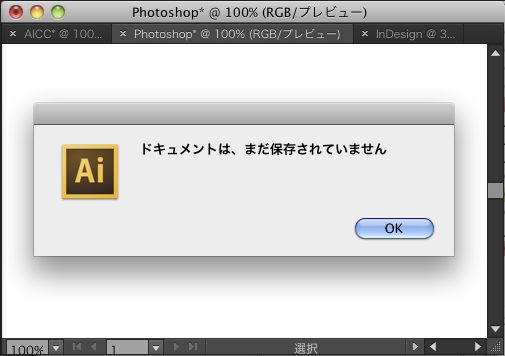 Photoshop* @ 100% (RGB/プレビュー)
× AICC* @ 100... × Photoshop* @ 100% (RGB/プレビュー) × InDesign @ 3...
ドキュメントは、まだ保存されていません
Ai
OK
100% 1 選択